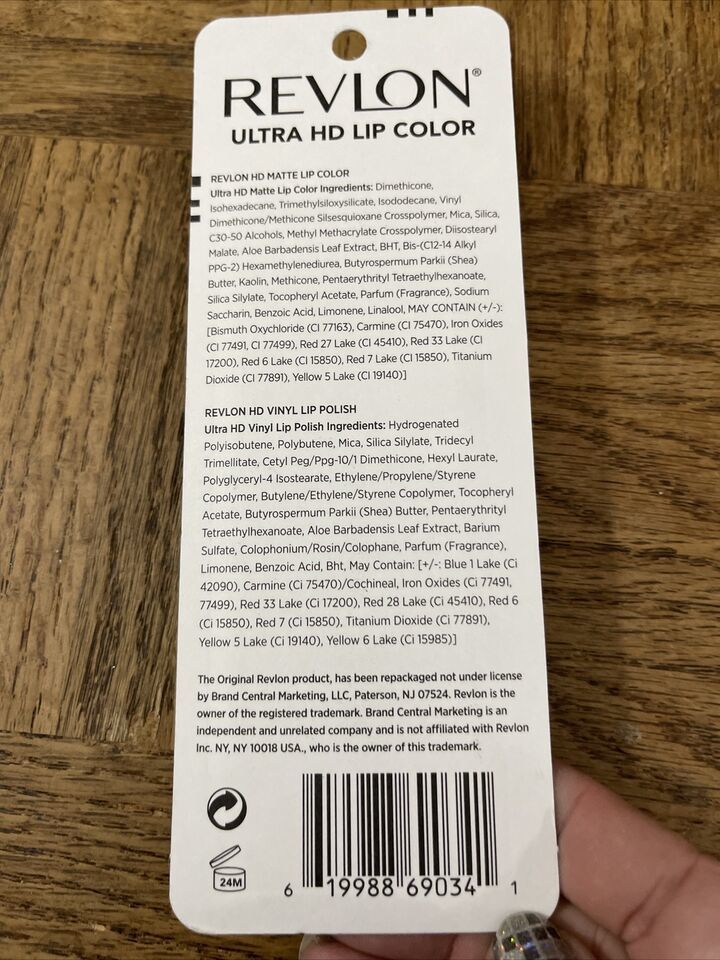 REVLON®
ULTRA HD LIP COLOR
REVLON HD MATTE LIP COLOR
Ultra HD Matte Lip Color Ingredients: Dimethicone,
Isohexadecane, Trimethylsiloxysilicate, Isododecane, Vinyl
Dimethicone/Methicone Silsesquioxane Crosspolymer, Mica, Silica,
C30-50 Alcohols, Methyl Methacrylate Crosspolymer, Diisostearyl
Malate, Aloe Barbadensis Leaf Extract, BHT, Bis-(C12-14 Alkyl
PPG-2) Hexamethylenediurea, Butyrospermum Parkii (Shea)
Butter, Kaolin, Methicone, Pentaerythrityl Tetraethylhexanoate,
Silica Silylate, Tocopheryl Acetate, Parfum (Fragrance), Sodium
Saccharin, Benzoic Acid, Limonene, Linalool, MAY CONTAIN (+/-):
[Bismuth Oxychloride (CI 77163), Carmine (CI 75470), Iron Oxides
(CI 77491, CI 77499), Red 27 Lake (CI 45410), Red 33 Lake (CI
17200), Red 6 Lake (CI 15850), Red 7 Lake (CI 15850), Titanium
Dioxide (CI 77891), Yellow 5 Lake (CI 19140)]
REVLON HD VINYL LIP POLISH
Ultra HD Vinyl Lip Polish Ingredients: Hydrogenated
Polyisobutene, Polybutene, Mica, Silica Silylate, Tridecyl
Trimellitate, Cetyl Peg/Ppg-10/1 Dimethicone, Hexyl Laurate,
Polyglyceryl-4 Isostearate, Ethylene/Propylene/Styrene
Copolymer, Butylene/Ethylene/Styrene Copolymer, Tocopheryl
Acetate, Butyrospermum Parkii (Shea) Butter, Pentaerythrityl
Tetraethylhexanoate, Aloe Barbadensis Leaf Extract, Barium
Sulfate, Colophonium/Rosin/Colophane, Parfum (Fragrance),
Limonene, Benzoic Acid, Bht, May Contain: [+/-: Blue 1 Lake (Ci
42090), Carmine (Ci 75470)/Cochineal, Iron Oxides (Ci 77491,
77499), Red 33 Lake (Ci 17200), Red 28 Lake (Ci 45410), Red 6
(Ci 15850), Red 7 (Ci 15850), Titanium Dioxide (Ci 77891),
Yellow 5 Lake (Ci 19140), Yellow 6 Lake (Ci 15985)]
The Original Revlon product, has been repackaged not under license
by Brand Central Marketing, LLC, Paterson, NJ 07524. Revlon is the
owner of the registered trademark. Brand Central Marketing is an
independent and unrelated company and is not affiliated with Revlon
Inc. NY, NY 10018 USA., who is the owner of this trademark.
24M
6 19988 69034 1